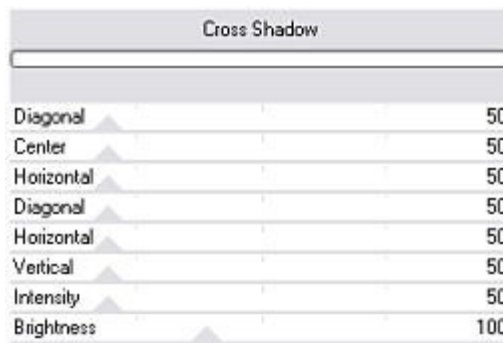 Cross Shadow
Diagonal 50
Center 50
Horizontal 50
Diagonal 50
Horizontal 50
Vertical 50
Intensity 50
Brightness 100